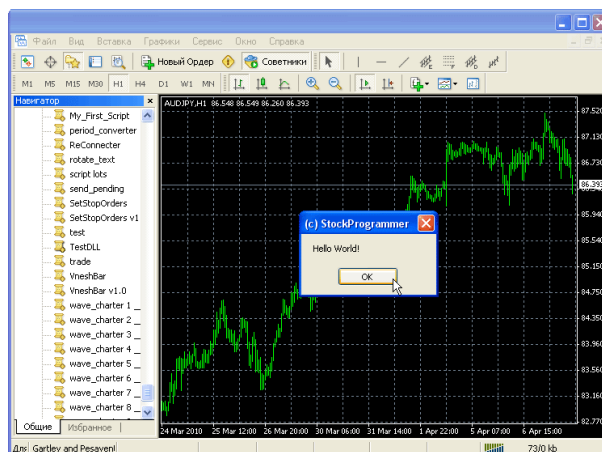 Файл Вид Вставка Графики Сервис Окно Справка
Новый Ордер Советники
M1 M5 M15 M30 H1 H4 D1 W1 MN
Навигатор
My_First_Script
period_converter
ReConnecter
rotate_text
script lots
send_pending
SetStopOrders
SetStopOrders v1
test
TestDLL
trade
VneshBar
VneshBar v1.0
wave_charter 1 _
wave_charter 2 _
wave_charter 3 _
wave_charter 4 _
wave_charter 5 _
wave_charter 6 _
wave_charter 7 _
wave_charter 8 _
Общие Избранное
AUDJPY,H1 86.548 86.549 86.260 86.393
87.520
87.130
86.730
86.393
85.940
85.540
85.150
84.750
84.350
83.960
83.560
83.160
82.770
(c) StockProgrammer
Hello World!
OK
24 Mar 2010 25 Mar 12:00 26 Mar 20:00 30 Mar 06:00 31 Mar 14:00 1 Apr 22:00 5 Apr 07:00 6 Apr 15:00
Для Gartley and Pesavent 73/0 kb